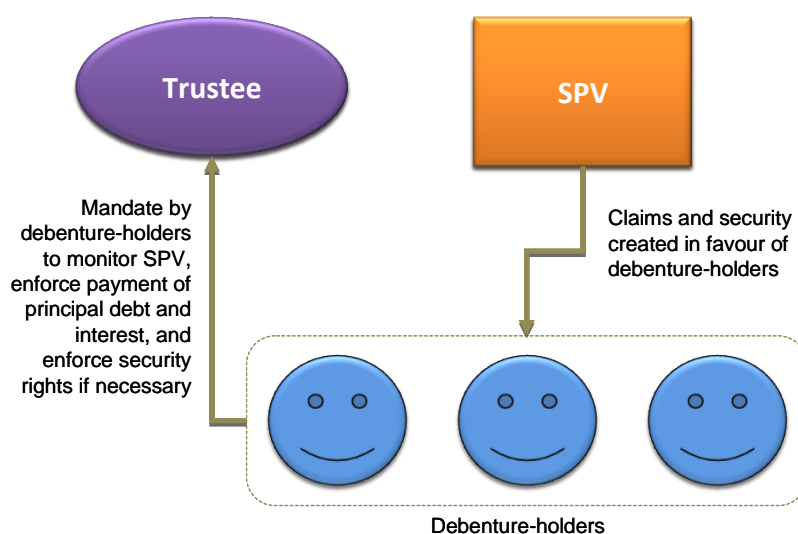 Trustee
SPV
Mandate by
debenture-holders
to monitor SPV,
enforce payment of
principal debt and
interest, and
enforce security
rights if necessary
Claims and security
created in favour of
debenture-holders
Debenture-holders